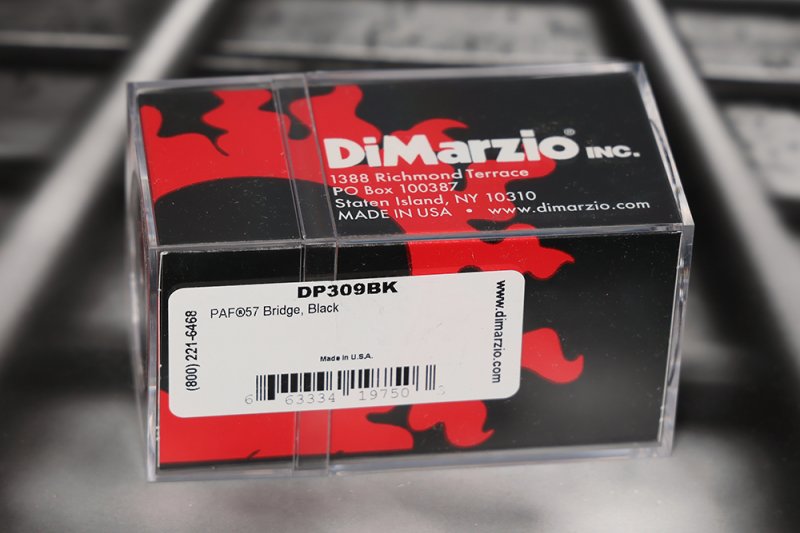 DiMarzio® INC.
1388 Richmond Terrace
PO Box 100387
Staten Island, NY 10310
MADE IN USA • www.dimarzio.com
DP309BK
PAF®57 Bridge, Black
(800) 221-6468
www.dimarzio.com
Made in U.S.A.
6 63334 19750